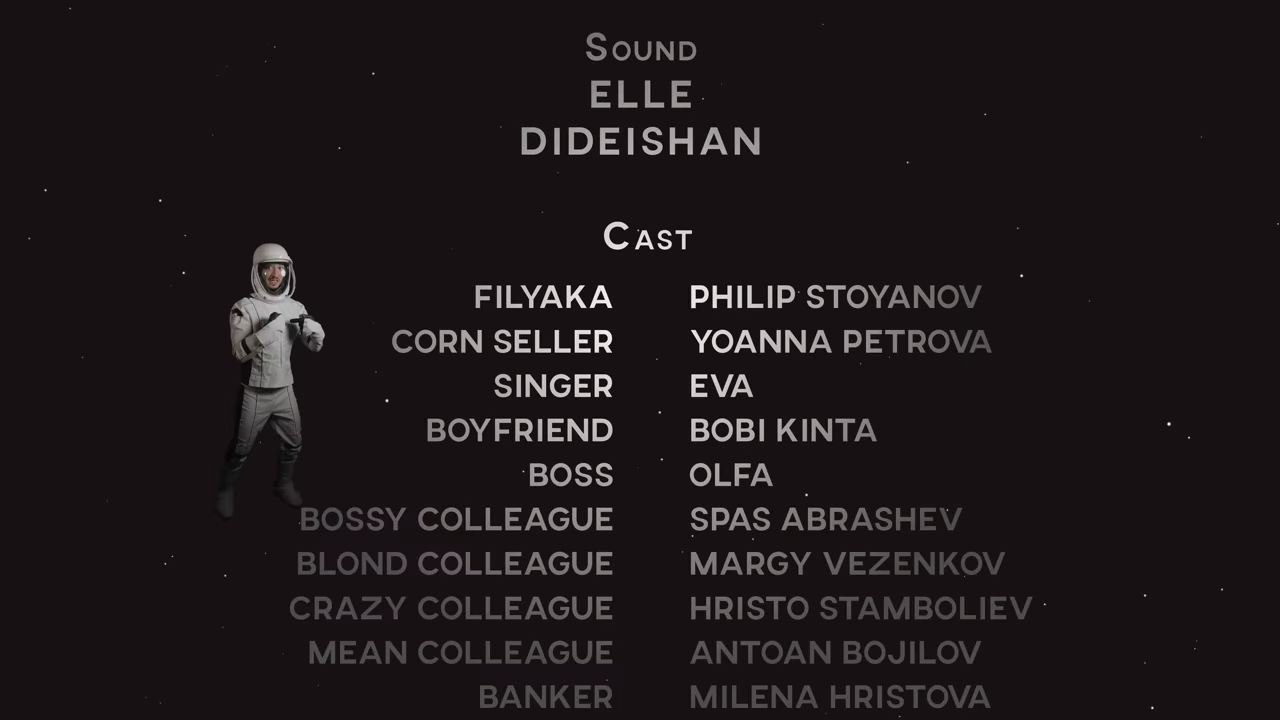 Sound
ELLE
DIDEISHAN
Cast
FILYAKA PHILIP STOYANOV
CORN SELLER YOANNA PETROVA
SINGER EVA
BOYFRIEND BOBI KINTA
BOSS OLFA
BOSSY COLLEAGUE SPAS ABRASHEV
BLOND COLLEAGUE MARGY VEZENKOV
CRAZY COLLEAGUE HRISTO STAMBOLIEV
MEAN COLLEAGUE ANTOAN BOJILOV
BANKER MILENA HRISTOVA